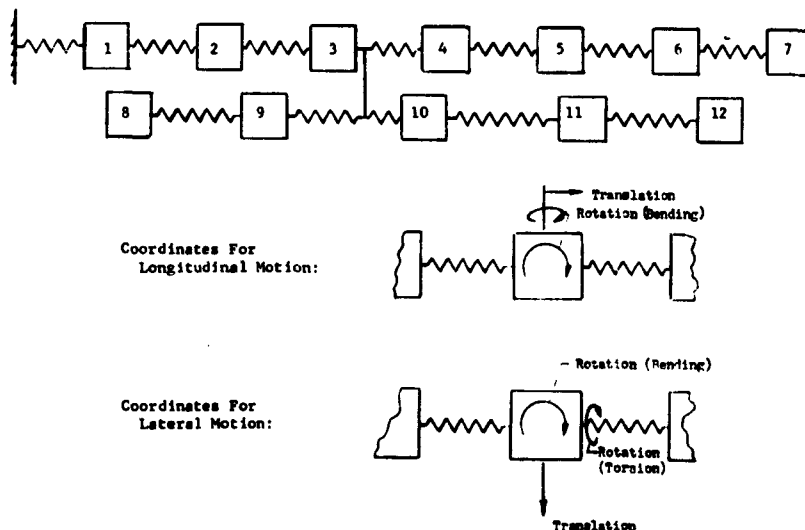 1 2 3 4 5 6 7
8 9 10 11 12
Translation
Rotation (Bending)
Coordinates For
Longitudinal Motion:
Rotation (Bending)
Coordinates For
Lateral Motion:
Rotation
(Torsion)
Translation